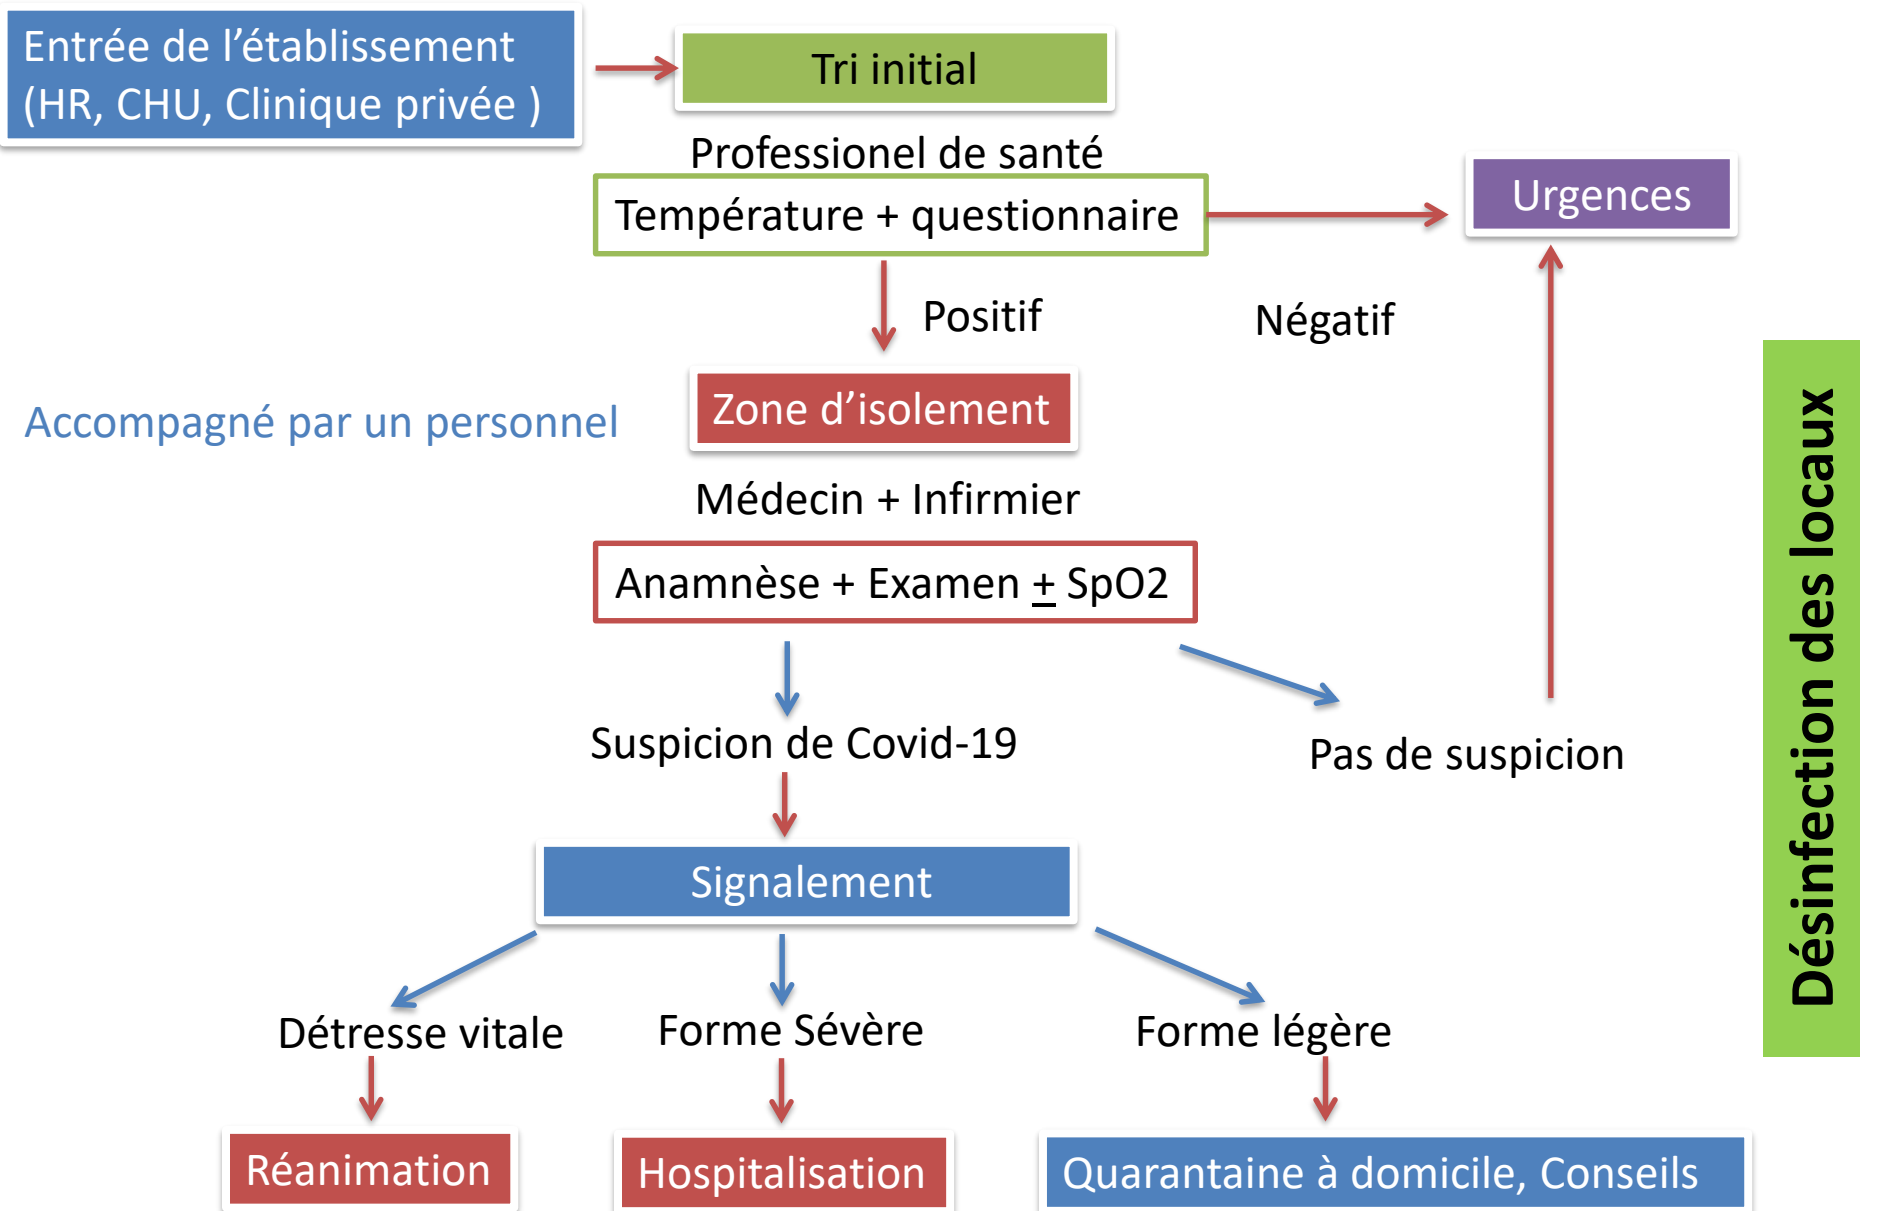 Entrée de l’établissement
(HR, CHU, Clinique privée )
Tri initial
Professionel de santé
Température + questionnaire
Urgences
Positif
Négatif
Accompagné par un personnel
Zone d’isolement
Médecin + Infirmier
Anamnèse + Examen ± SpO2
Suspicion de Covid-19
Pas de suspicion
Signalement
Détresse vitale
Forme Sévère
Forme légère
Réanimation
Hospitalisation
Quarantaine à domicile, Conseils
Désinfection des locaux